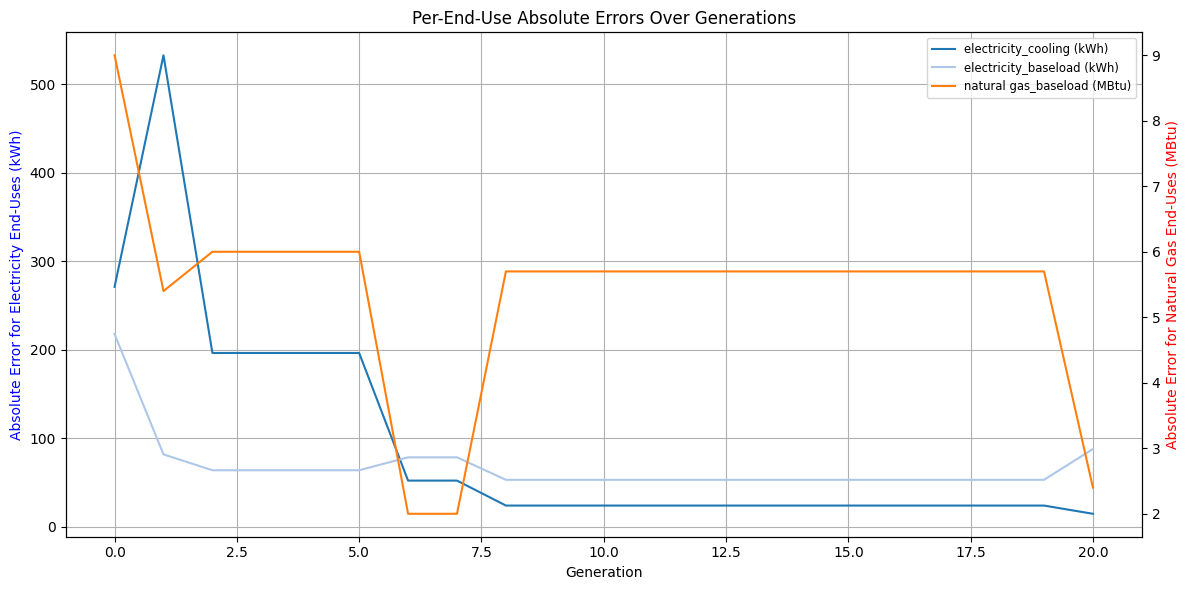 Per-End-Use Absolute Errors Over Generations
electricity_cooling (kWh)
electricity_baseload (kWh)
natural gas_baseload (MBtu)
Absolute Error for Electricity End-Uses (kWh)
500
400
300
200
100
0
9
8
7
6
5
4
3
2
Absolute Error for Natural Gas End-Uses (MBtu)
0.0 2.5 5.0 7.5 10.0 12.5 15.0 17.5 20.0
Generation